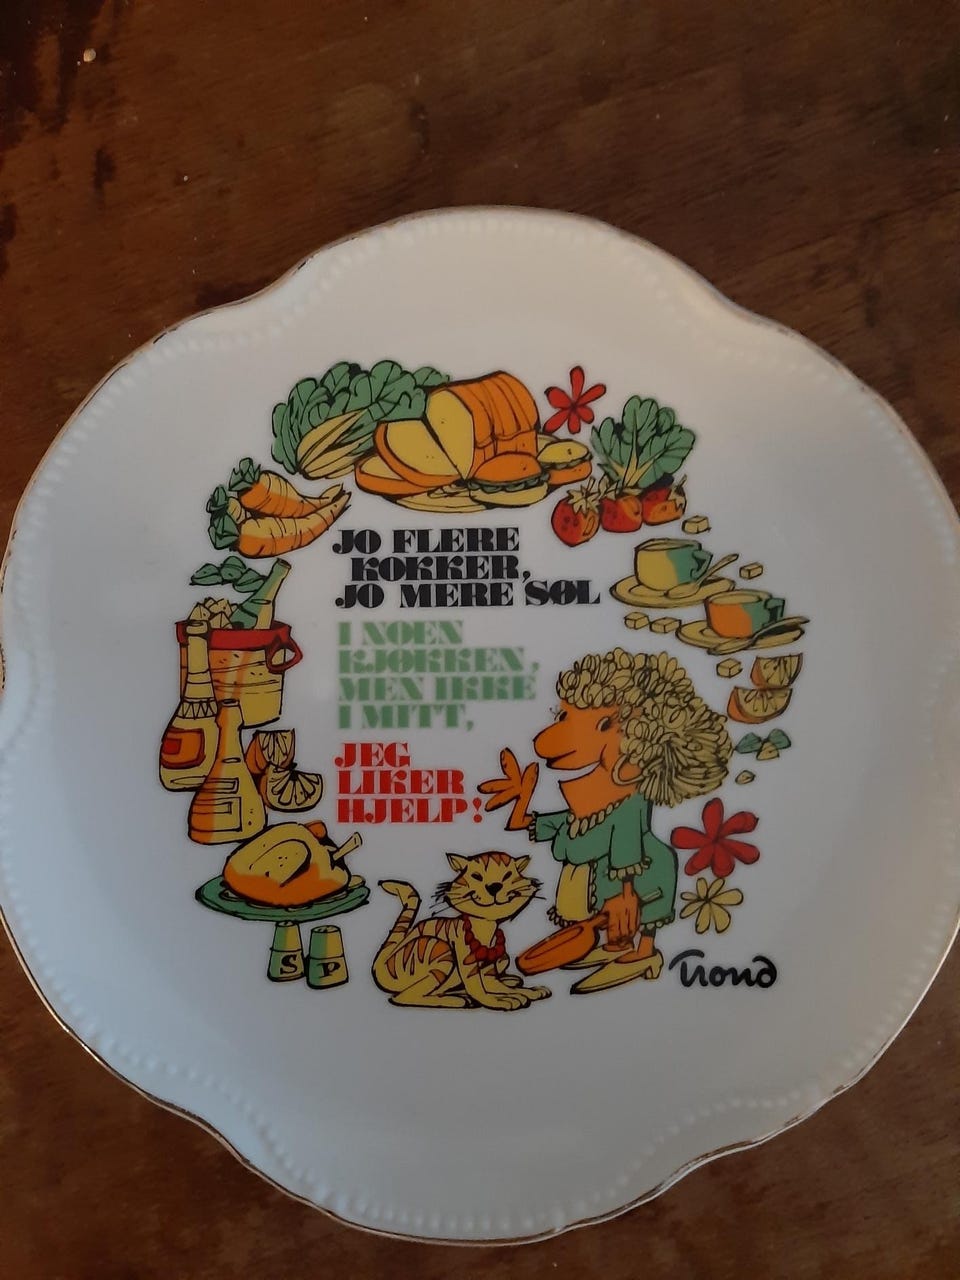 JO FLERE
KOKKER,
JO MERE SØL
I NOEN
KJØKKEN,
MEN IKKE
I MITT,
JEG
LIKER
HJELP!
S P
Trond